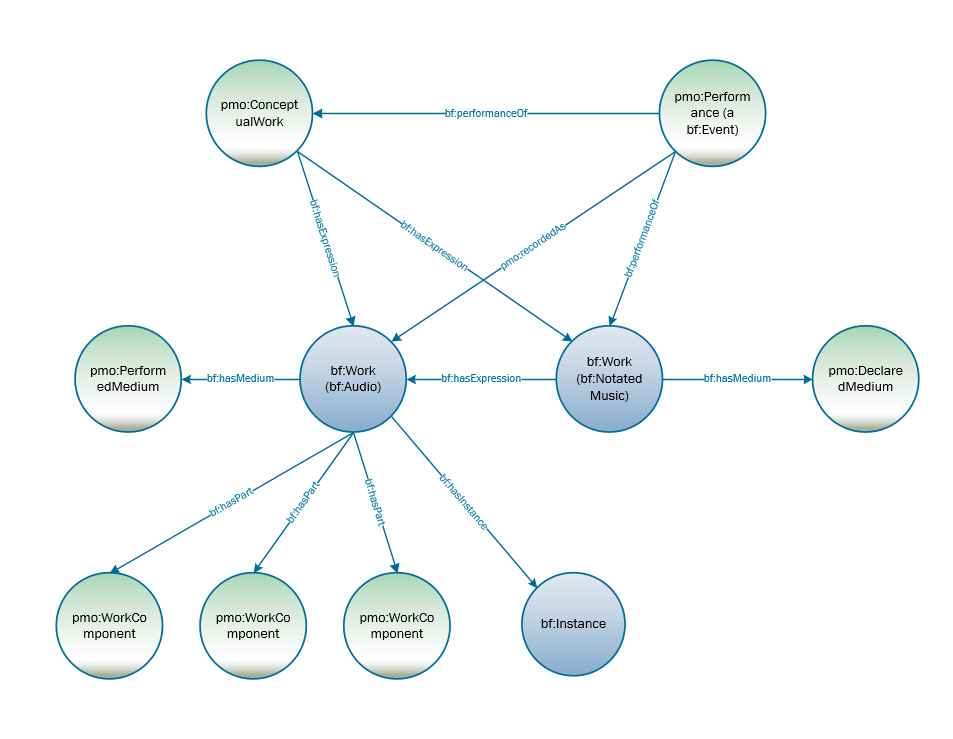 pmo:Concept
ualWork
bf:performanceOf
pmo:Perform
ance (a
bf:Event)
bf:hasExpression
bf:hasExpression
pmo:recordedAs
bf:performanceOf
pmo:Perform
edMedium
bf:hasMedium
bf:Work
(bf:Audio)
bf:hasExpression
bf:Work
(bf:Notated
Music)
bf:hasMedium
pmo:Declare
dMedium
bf:hasPart
bf:hasPart
bf:hasPart
bf:hasInstance
pmo:WorkCo
mponent
pmo:WorkCo
mponent
pmo:WorkCo
mponent
bf:Instance